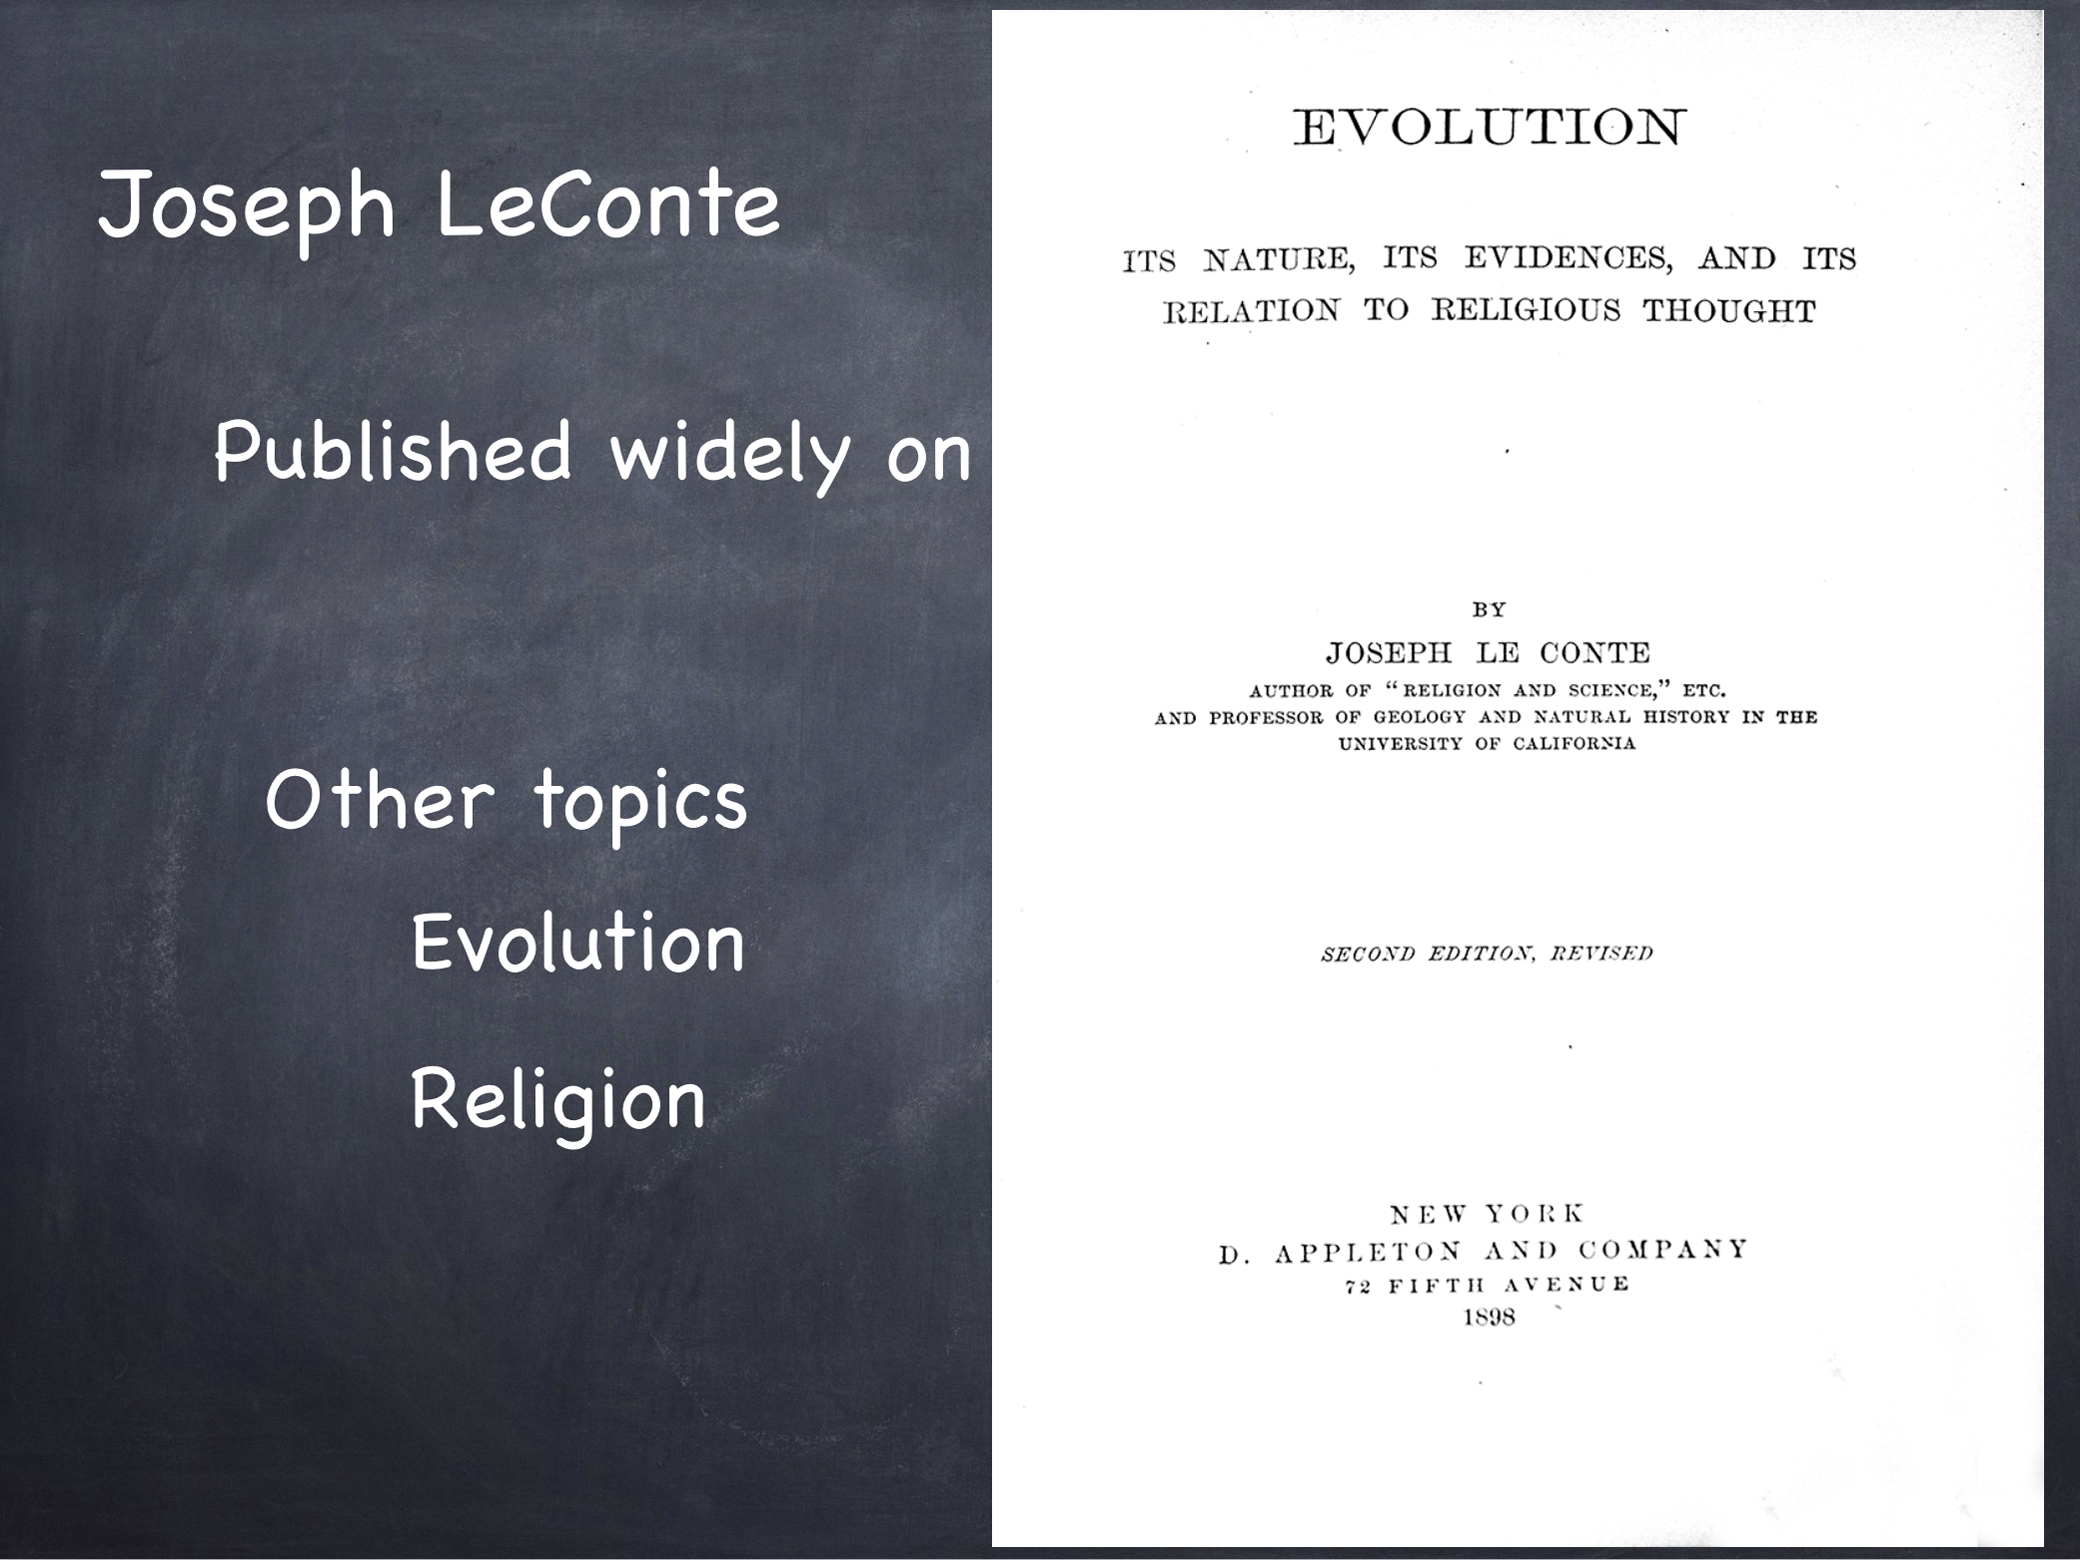 Joseph LeConte
Published widely on
Other topics
Evolution
Religion
EVOLUTION
ITS NATURE, ITS EVIDENCES, AND ITS
RELATION TO RELIGIOUS THOUGHT
BY
JOSEPH LE CONTE
AUTHOR OF “RELIGION AND SCIENCE,” ETC.
AND PROFESSOR OF GEOLOGY AND NATURAL HISTORY IN THE
UNIVERSITY OF CALIFORNIA
SECOND EDITION, REVISED
NEW YORK
D. APPLETON AND COMPANY
72 FIFTH AVENUE
1898